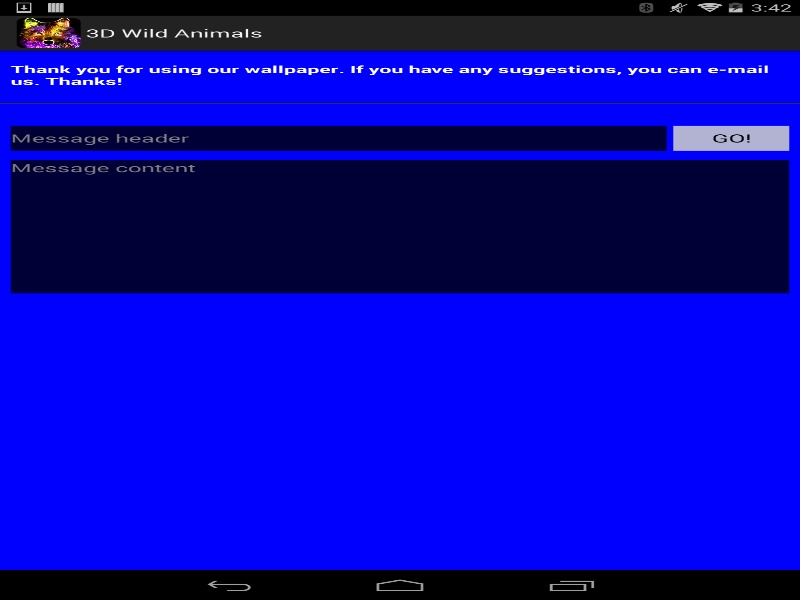 3:42
3D Wild Animals
Thank you for using our wallpaper. If you have any suggestions, you can e-mail
us. Thanks!
Message header
GO!
Message content